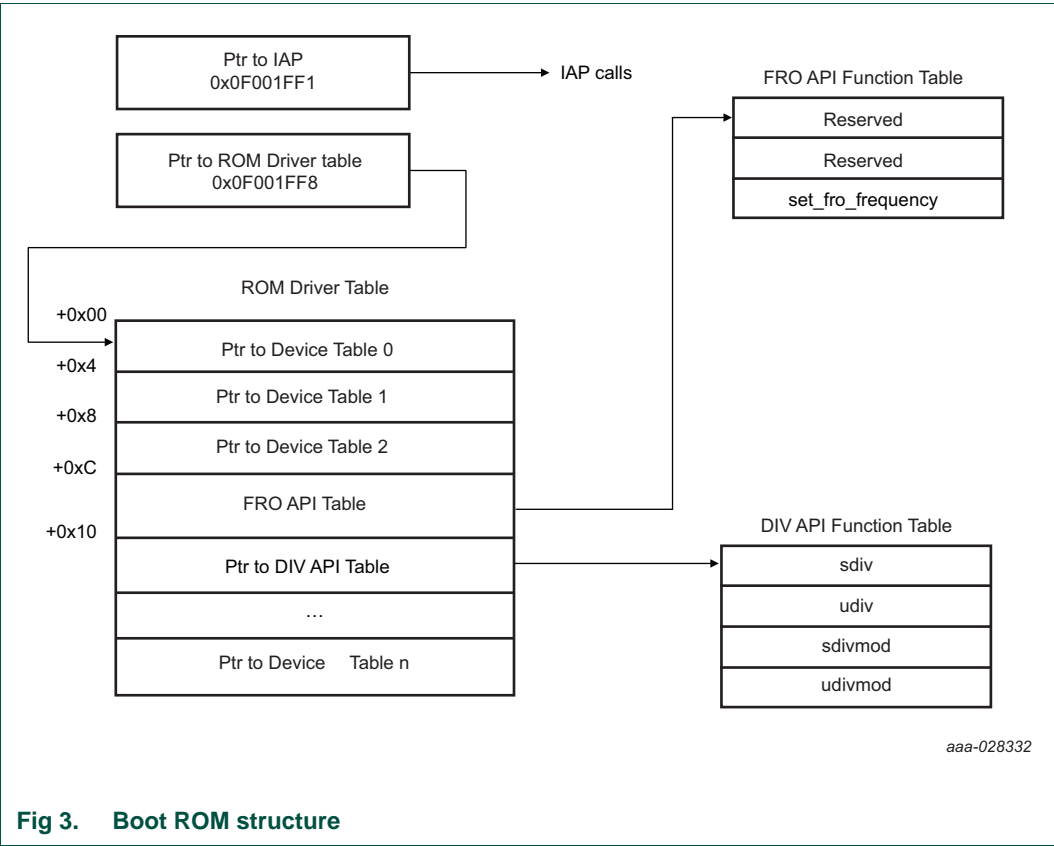 Ptr to IAP
0x0F001FF1
IAP calls
Ptr to ROM Driver table
0x0F001FF8
FRO API Function Table
Reserved
Reserved
set_fro_frequency
ROM Driver Table
+0x00
Ptr to Device Table 0
+0x4
Ptr to Device Table 1
+0x8
Ptr to Device Table 2
+0xC
FRO API Table
+0x10
Ptr to DIV API Table
…
Ptr to Device Table n
DIV API Function Table
sdiv
udiv
sdivmod
udivmod
aaa-028332
Fig 3. Boot ROM structure